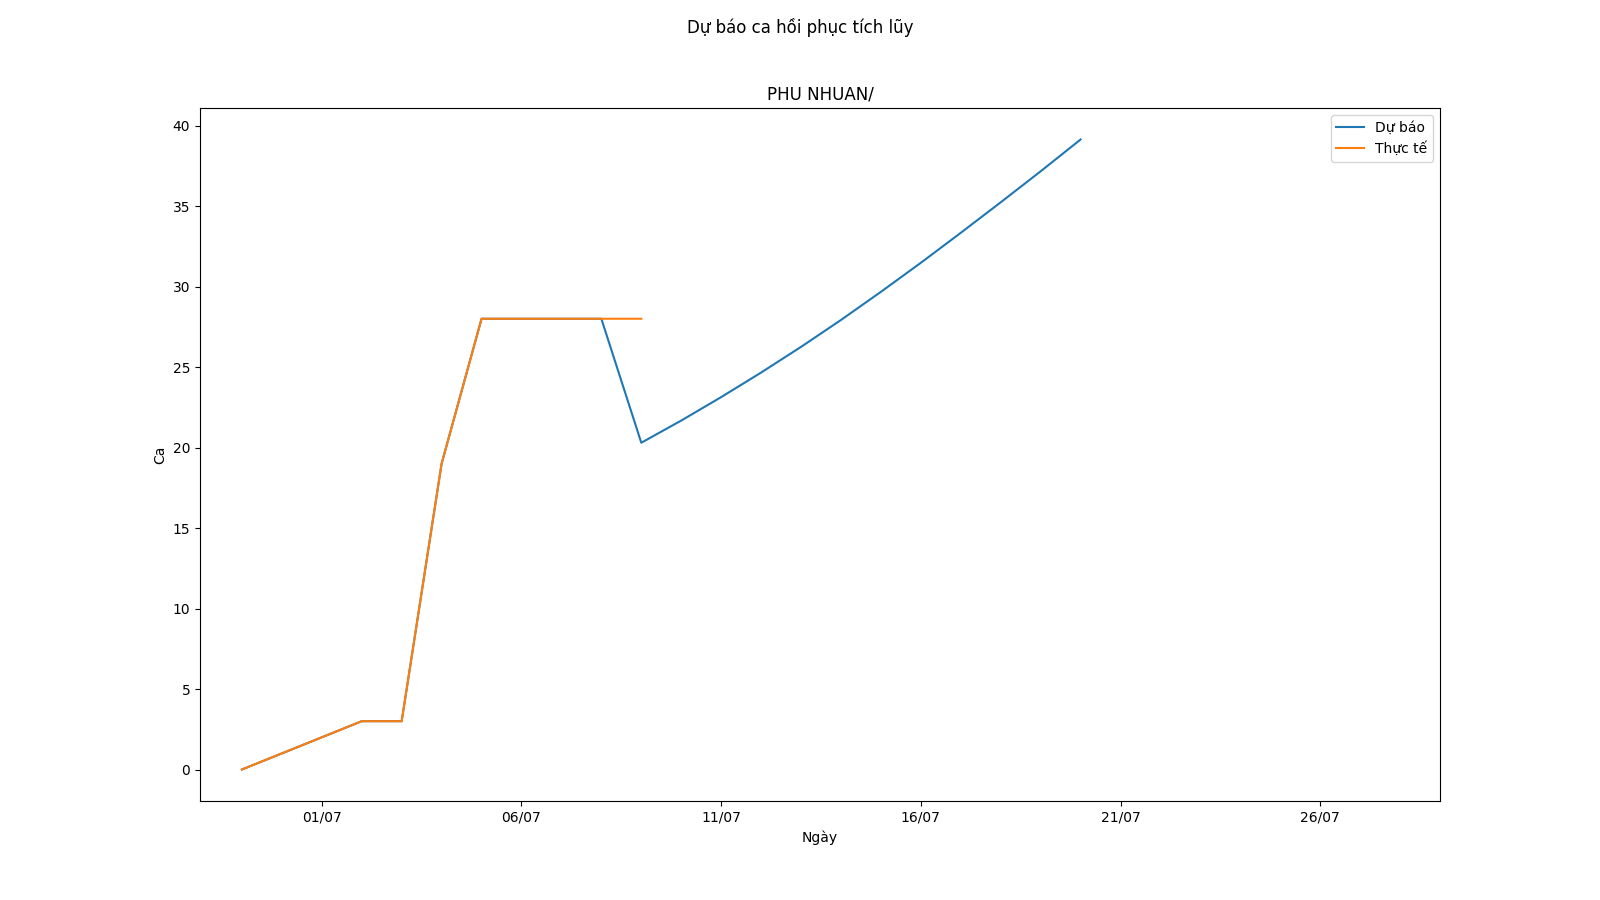 Dự báo ca hồi phục tích lũy
PHU NHUAN/
Dự báo
Thực tế
40
35
30
25
20
15
10
5
0
Ca
01/07
06/07
11/07
16/07
21/07
26/07
Ngày